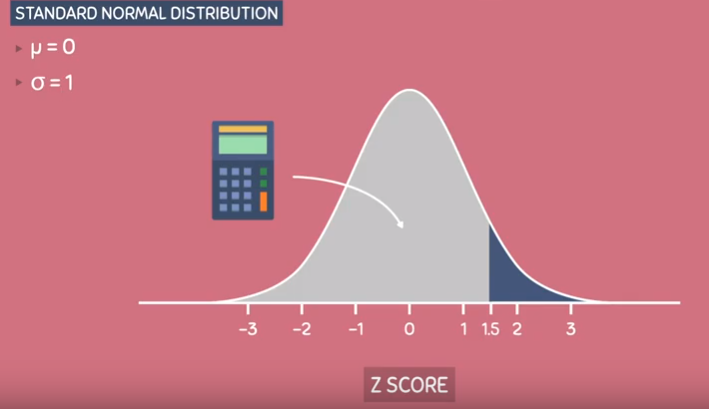 STANDARD NORMAL DISTRIBUTION
μ = 0
σ = 1
-3 -2 -1 0 1 1.5 2 3
Z SCORE